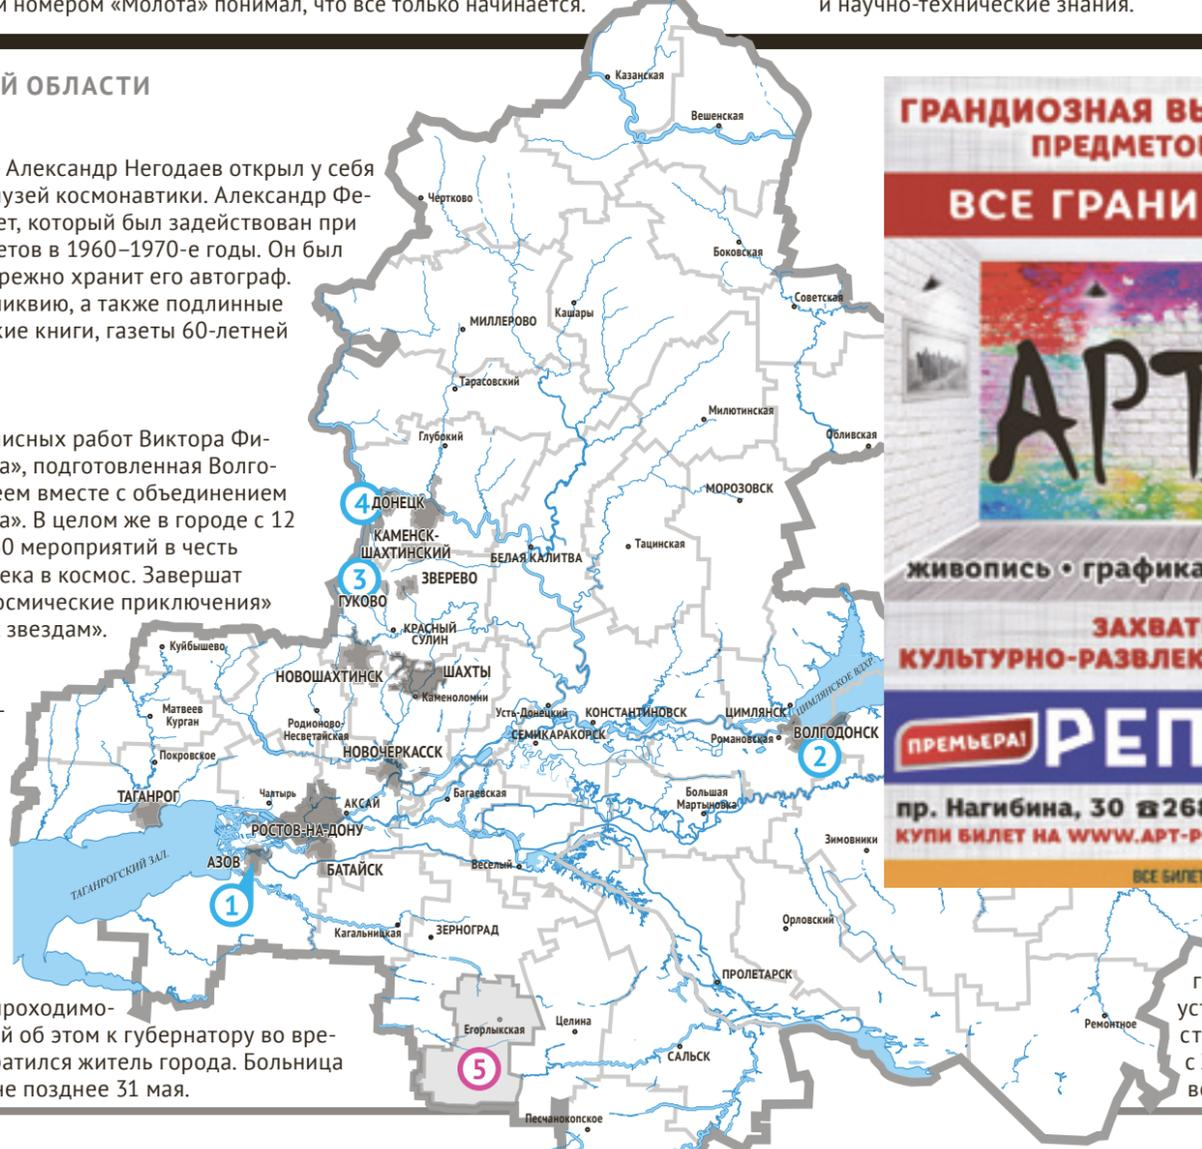 и номером «Молота» понимал, что все только начинается.
и научно-технические знания.
Й ОБЛАСТИ
Александр Негодаев открыл у себя
узей космонавтики. Александр Фе-
ет, который был задействован при
етов в 1960–1970-е годы. Он был
режно хранит его автограф.
иквию, а также подлинные
кие книги, газеты 60-летней
исных работ Виктора Фи-
а», подготовленная Волго-
еем вместе с объединением
а». В целом же в городе с 12
0 мероприятий в честь
ека в космос. Завершат
осмические приключения»
звездам».
роходимо-
й об этом к губернатору во вре-
атился житель города. Больница
не позднее 31 мая.
Казанская
Вешенская
Чертково
Боковская
Советская
Кашары
МИЛЛЕРОВО
Тарасовский
Милютинская
Обливская
Глубокий
МОРОЗОВСК
4 ДОНЕЦК
КАМЕНСК-
ШАХТИНСКИЙ
Тацинская
БЕЛАЯ КАЛИТВА
3
ЗВЕРЕВО
ГУКОВО
КРАСНЫЙ
СУЛИН
Куйбышево
НОВОШАХТИНСК
ШАХТЫ
Каменоломни
ЦИМЛЯНСКОЕ ВДХР.
Матвеев
Курган
Родионово-
Несветайская
Усть-Донецкий
КОНСТАНТИНОВСК
ЦИМЛЯНСК
СЕМИКАРАКОРСК
Романовская
ВОЛГОДОНСК
2
Покровское
НОВОЧЕРКАССК
ТАГАНРОГ
Чалтырь
АКСАЙ
Багаевская
Большая
Мартыновка
РОСТОВ-НА-ДОНУ
Зимовники
ТАГАНРОГСКИЙ ЗАЛ.
АЗОВ
БАТАЙСК
Веселый
1
Кагальницкая
ЗЕРНОГРАД
Орловский
ПРОЛЕТАРСК
Егорлыкская
Целина
Ремонтное
САЛЬСК
5
Песчанокопское
ГРАНДИОЗНАЯ ВЫ
ПРЕДМЕТО
ВСЕ ГРАНИ
АРТ
живопись • графика
ЗАХВАТ
КУЛЬТУРНО-РАЗВЛЕК
ПРЕМЬЕРА!
РЕП
пр. Нагибина, 30 ☎26
КУПИ БИЛЕТ НА WWW.АРТ-
ВСЕ БИЛЕТ
г
ус
ст
с
в